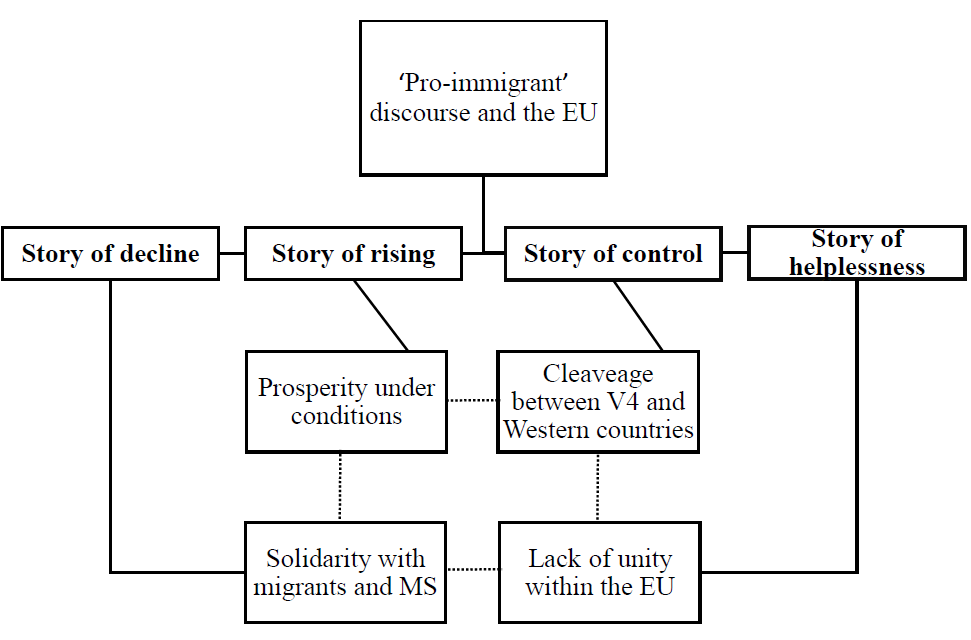 ‘Pro-immigrant’
discourse and the EU
Story of decline
Story of rising
Story of control
Story of
helplessness
Prosperity under
conditions
Cleaveage
between V4 and
Western countries
Solidarity with
migrants and MS
Lack of unity
within the EU